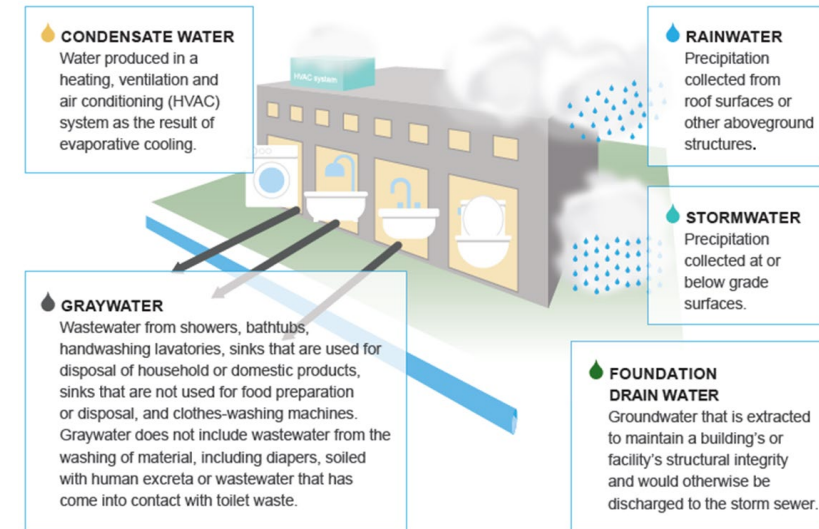 CONDENSATE WATER
Water produced in a
heating, ventilation and
air conditioning (HVAC)
system as the result of
evaporative cooling.
HVAC system
RAINWATER
Precipitation
collected from
roof surfaces or
other aboveground
structures.
STORMWATER
Precipitation
collected at or
below grade
surfaces.
GRAYWATER
Wastewater from showers, bathtubs,
handwashing lavatories, sinks that are used for
disposal of household or domestic products,
sinks that are not used for food preparation
or disposal, and clothes-washing machines.
Graywater does not include wastewater from the
washing of material, including diapers, soiled
with human excreta or wastewater that has
come into contact with toilet waste.
FOUNDATION
DRAIN WATER
Groundwater that is extracted
to maintain a building's or
facility's structural integrity
and would otherwise be
discharged to the storm sewer.